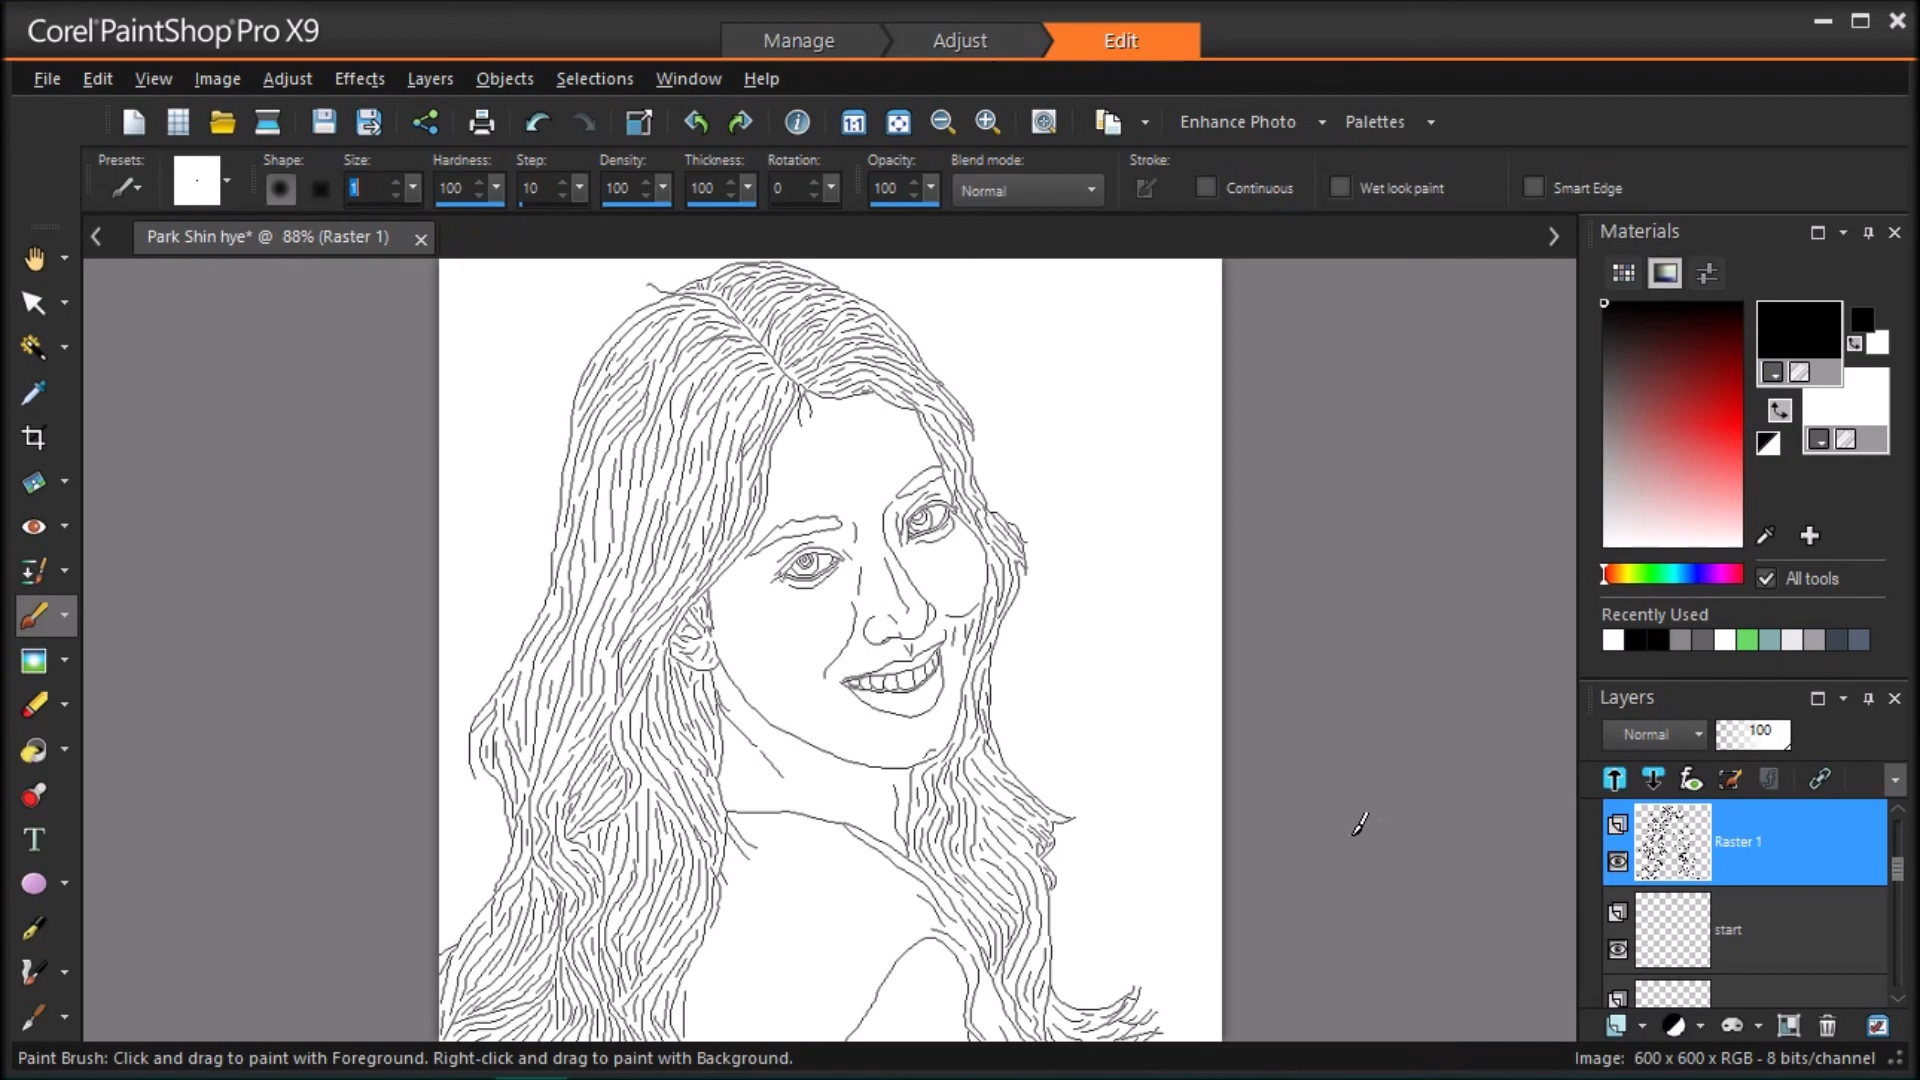 Corel PaintShop Pro X9
Manage Adjust Edit
File Edit View Image Adjust Effects Layers Objects Selections Window Help
1:1 Enhance Photo Palettes
Presets: Shape: Size: Hardness: Step: Density: Thickness: Rotation: Opacity: Blend mode: Stroke:
1 100 10 100 100 0 100 Normal Continuous Wet look paint Smart Edge
Park Shin hye* @ 88% (Raster 1)
Materials
All tools
Recently Used
Layers
Normal 100
Raster 1
start
Paint Brush: Click and drag to paint with Foreground. Right-click and drag to paint with Background.
Image: 600 x 600 x RGB - 8 bits/channel